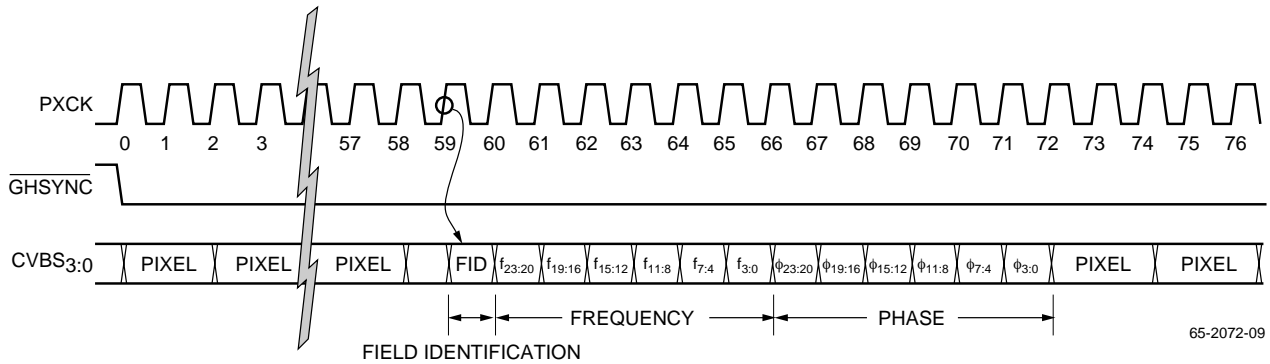 PXCK
0 1 2 3 57 58 59 60 61 62 63 64 65 66 67 68 69 70 71 72 73 74 75 76
GHSYNC
CVBS3:0 PIXEL PIXEL PIXEL FID f23:20 f19:16 f15:12 f11:8 f7:4 f3:0 ϕ23:20 ϕ19:16 ϕ15:12 ϕ11:8 ϕ7:4 ϕ3:0 PIXEL PIXEL
FREQUENCY PHASE
65-2072-09
FIELD IDENTIFICATION